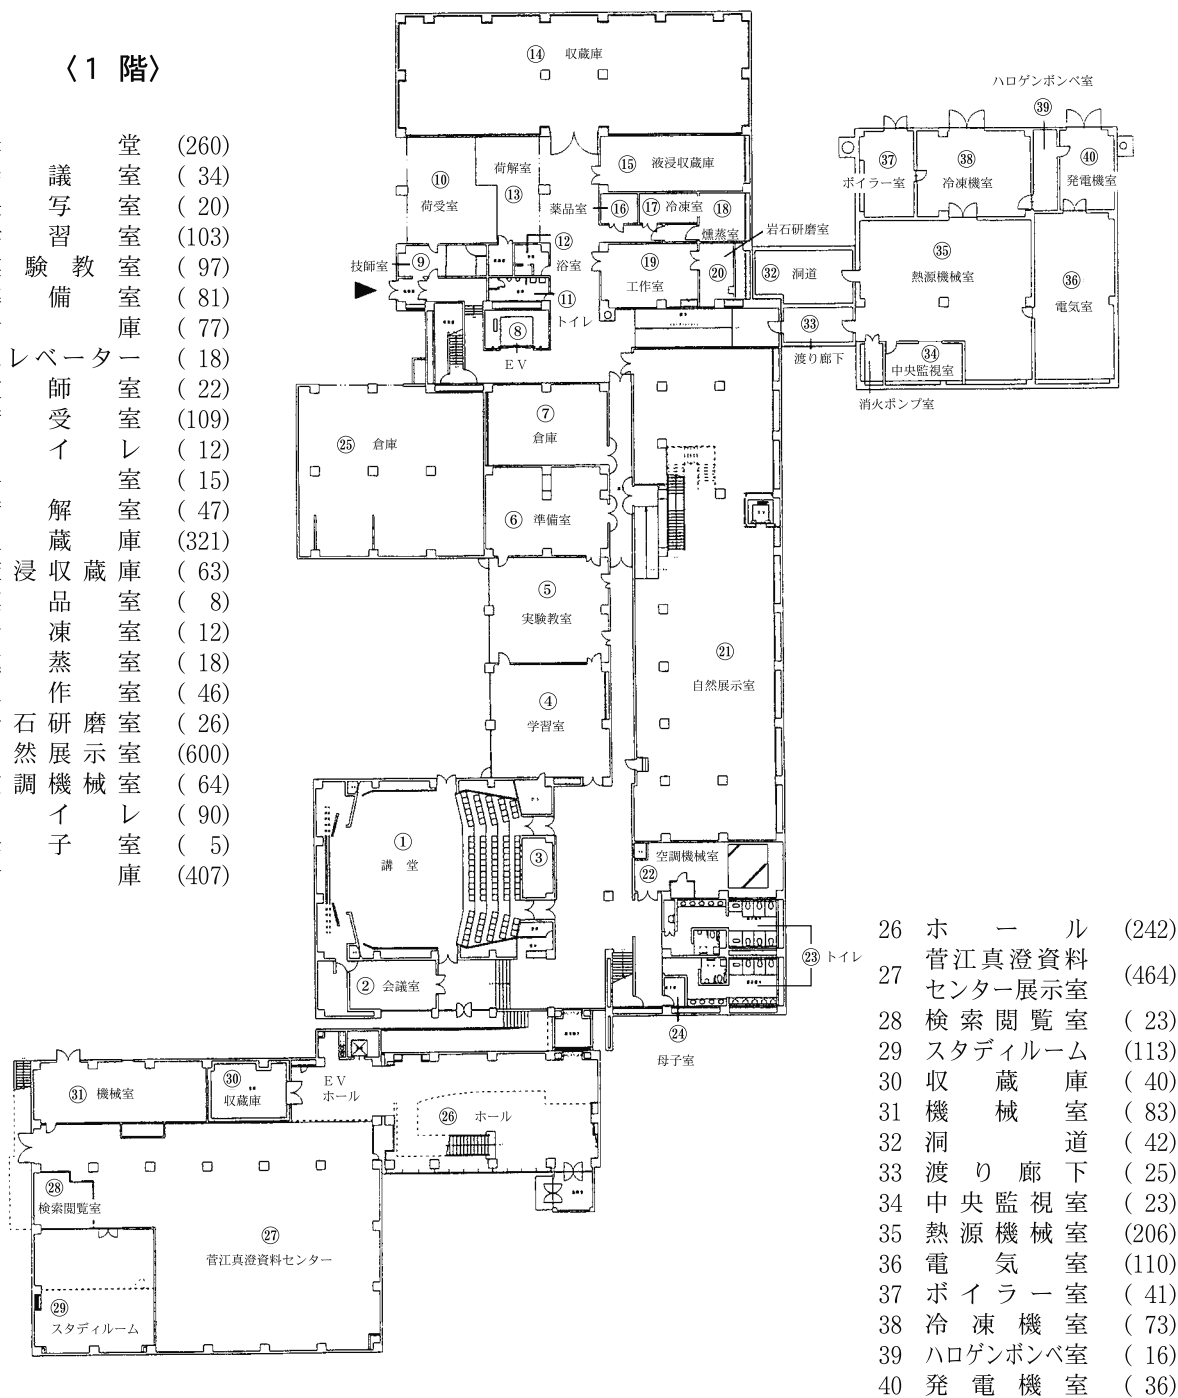 〈1 階〉
堂 (260)
議 室 ( 34)
写 室 ( 20)
習 室 (103)
験 教 室 ( 97)
備 室 ( 81)
庫 ( 77)
レベーター ( 18)
師 室 ( 22)
受 室 (109)
イ レ ( 12)
室 ( 15)
解 室 ( 47)
蔵 庫 (321)
浸 収 蔵 庫 ( 63)
品 室 ( 8)
凍 室 ( 12)
蒸 室 ( 18)
作 室 ( 46)
石 研 磨 室 ( 26)
然 展 示 室 (600)
調 機 械 室 ( 64)
イ レ ( 90)
子 室 ( 5)
庫 (407)
⑭ 収蔵庫
ハロゲンボンベ室
㊴
荷解室
⑬
⑩
荷受室
⑮ 液浸収蔵庫
㊲
ボイラー室
㊳
冷凍機室
㊵
発電機室
薬品室
⑯
⑰ 冷凍室
⑱
燻蒸室
岩石研磨室
技師室
⑨
⑫
浴室
⑲
工作室
⑳
㉜ 洞道
㉟
熱源機械室
㊱
電気室
⑪
トイレ
⑧
EV
㉝
渡り廊下
㉞
中央監視室
消火ポンプ室
㉕ 倉庫
⑦
倉庫
⑥ 準備室
⑤
実験教室
④
学習室
㉑
自然展示室
①
講 堂
③
空調機械室
㉒
② 会議室
㉓ トイレ
㉔
母子室
㉛ 機械室
㉚
収蔵庫
EV
ホール
㉖ ホール
㉘
検索閲覧室
㉗
菅江真澄資料センター
㉙
スタディルーム
26 ホ ー ル (242)
27 菅江真澄資料
センター展示室 (464)
28 検 索 閲 覧 室 ( 23)
29 スタディルーム (113)
30 収 蔵 庫 ( 40)
31 機 械 室 ( 83)
32 洞 道 ( 42)
33 渡 り 廊 下 ( 25)
34 中 央 監 視 室 ( 23)
35 熱 源 機 械 室 (206)
36 電 気 室 (110)
37 ボ イ ラ ー 室 ( 41)
38 冷 凍 機 室 ( 73)
39 ハロゲンボンベ室 ( 16)
40 発 電 機 室 ( 36)